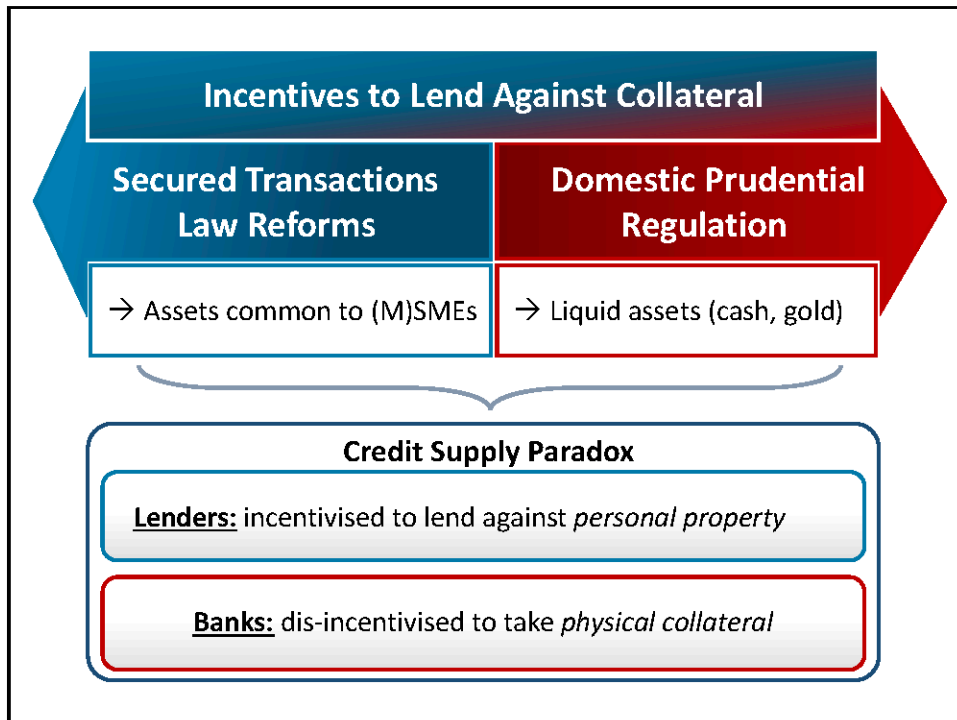 Incentives to Lend Against Collateral
Secured Transactions
Law Reforms
Domestic Prudential
Regulation
→ Assets common to (M)SMEs
→ Liquid assets (cash, gold)
Credit Supply Paradox
Lenders: incentivised to lend against personal property
Banks: dis-incentivised to take physical collateral